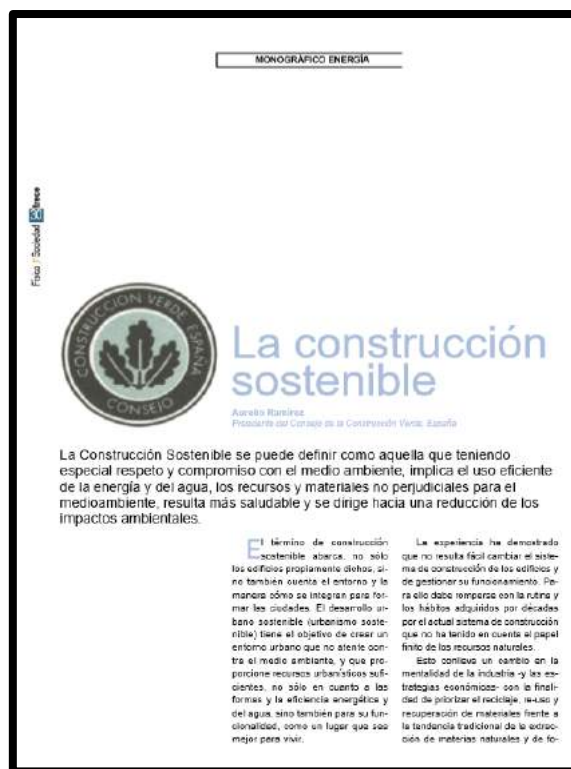 MONOGRÁFICO ENERGÍA
Física y Sociedad 30 trece
CONSTRUCCION VERDE ESPAÑA
CONSEJO
La construcción
sostenible
Aurelio Ramírez
Presidente del Consejo de la Construcción Verde. España
La Construcción Sostenible se puede definir como aquella que teniendo
especial respeto y compromiso con el medio ambiente, implica el uso eficiente
de la energía y del agua, los recursos y materiales no perjudiciales para el
medioambiente, resulta más saludable y se dirige hacia una reducción de los
impactos ambientales.
El término de construcción
sostenible abarca, no sólo
los edificios propiamente dichos, si-
no también cuenta el entorno y la
manera cómo se integran para for-
mar las ciudades. El desarrollo ur-
bano sostenible (urbanismo soste-
nible) tiene el objetivo de crear un
entorno urbano que no atente con-
tra el medio ambiente, y que pro-
porcione recursos urbanísticos sufi-
cientes, no sólo en cuanto a las
formas y la eficiencia energética y
del agua, sino también para su fun-
cionalidad, como un lugar que sea
mejor para vivir.
La experiencia ha demostrado
que no resulta fácil cambiar el siste-
ma de construcción de los edificios y
de gestionar su funcionamiento. Pa-
ra ello debe romperse con la rutina y
los hábitos adquiridos por décadas
por el actual sistema de construcción
que no ha tenido en cuenta el papel
finito de los recursos naturales.
Esto conlleva un cambio en la
mentalidad de la industria -y las es-
trategias económicas- con la finali-
dad de priorizar el reciclaje, re-uso y
recuperación de materiales frente a
la tendencia tradicional de la extrac-
ción de materias naturales y de fo-